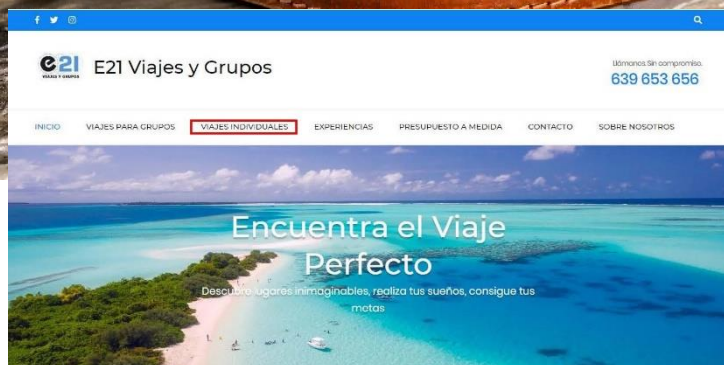 e21
VIAJES Y GRUPOS
E21 Viajes y Grupos
Llámanos Sin compromiso.
639 653 656
INICIO VIAJES PARA GRUPOS VIAJES INDIVIDUALES EXPERIENCIAS PRESUPUESTO A MEDIDA CONTACTO SOBRE NOSOTROS
Encuentra el Viaje
Perfecto
Descubre lugares inimaginables, realiza tus sueños, consigue tus
metas